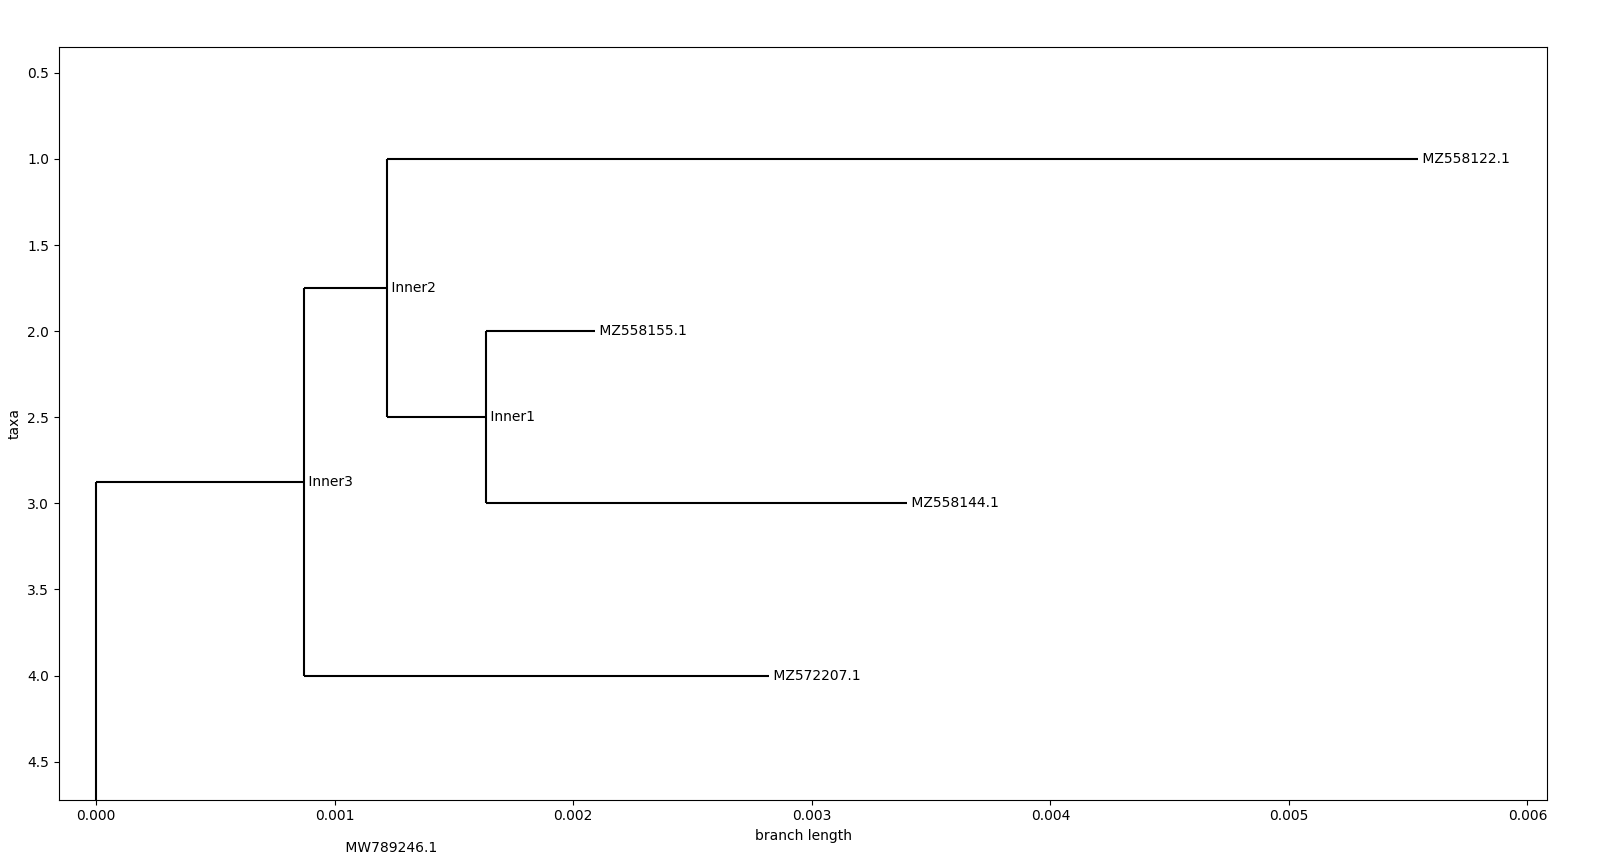 0.5
1.0
MZ558122.1
1.5
Inner2
2.0
MZ558155.1
taxa
2.5
Inner1
Inner3
3.0
MZ558144.1
3.5
4.0
MZ572207.1
4.5
0.000 0.001 0.002 0.003 0.004 0.005 0.006
branch length
MW789246.1